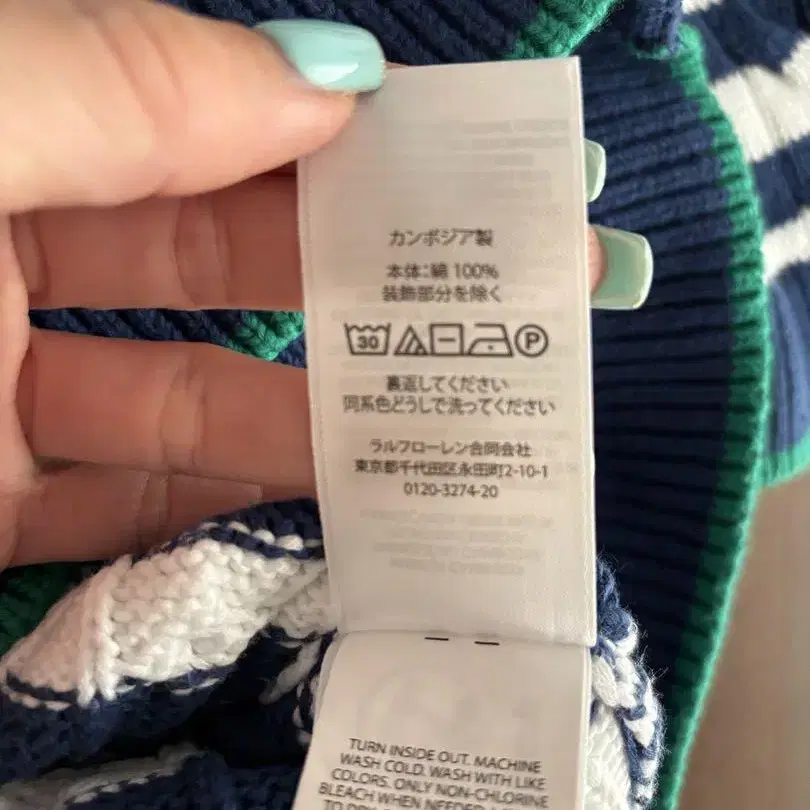 カンボジア製
本体：綿 100%
装飾部分を除く
30 P
裏返してください
同系色どうしで洗ってください
ラルフローレン合同会社
東京都千代田区永田町2-10-1
0120-3274-20
TURN INSIDE OUT. MACHINE
WASH COLD. WASH WITH LIKE
COLORS. ONLY NON-CHLORINE
BLEACH WHEN NEEDED.